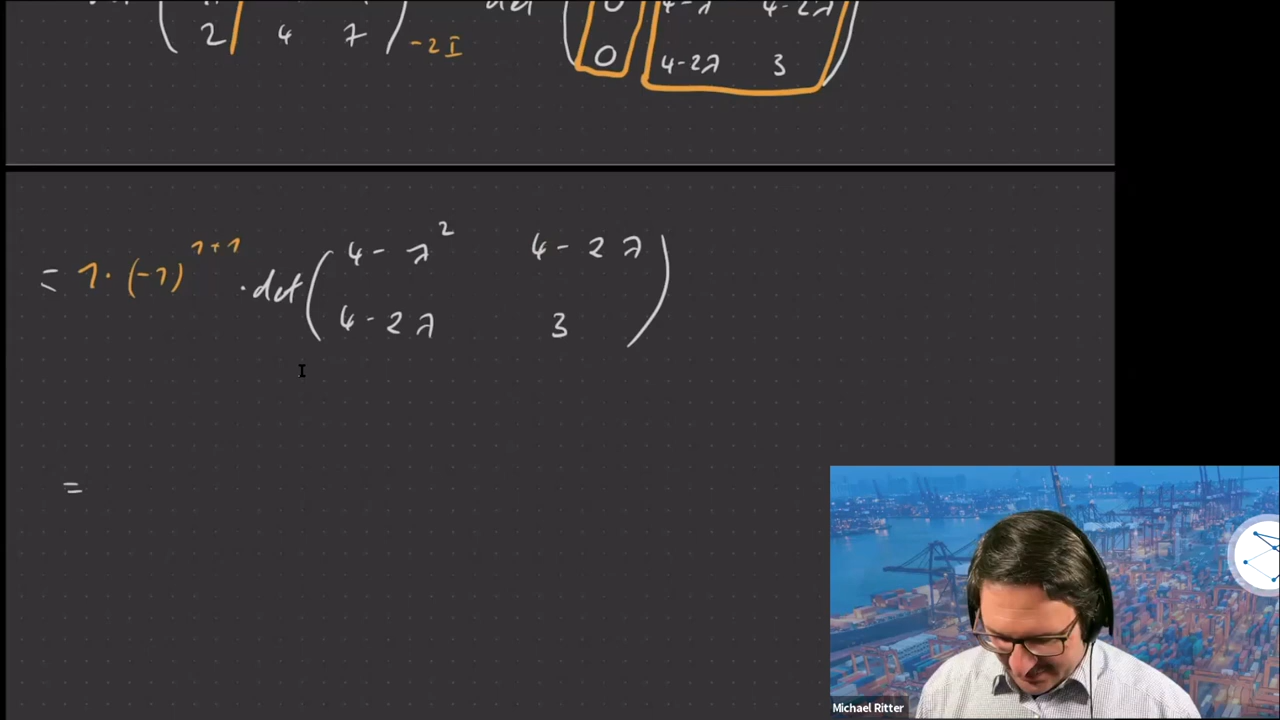 0 4-λ 4-2λ
2 4 7 -2I 0 4-2λ 3
= 1·(-1)^{1+1} · det ( 4-λ² 4-2λ
4-2λ 3 )
=
Michael Ritter